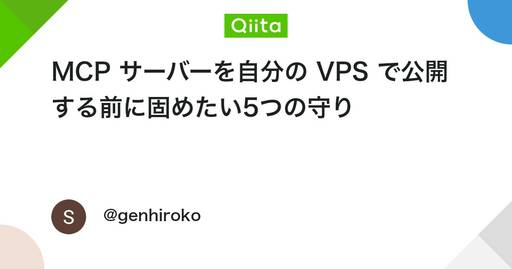 Qiita
MCP サーバーを自分の VPS で公開
する前に固めたい5つの守り
S
@genhiroko